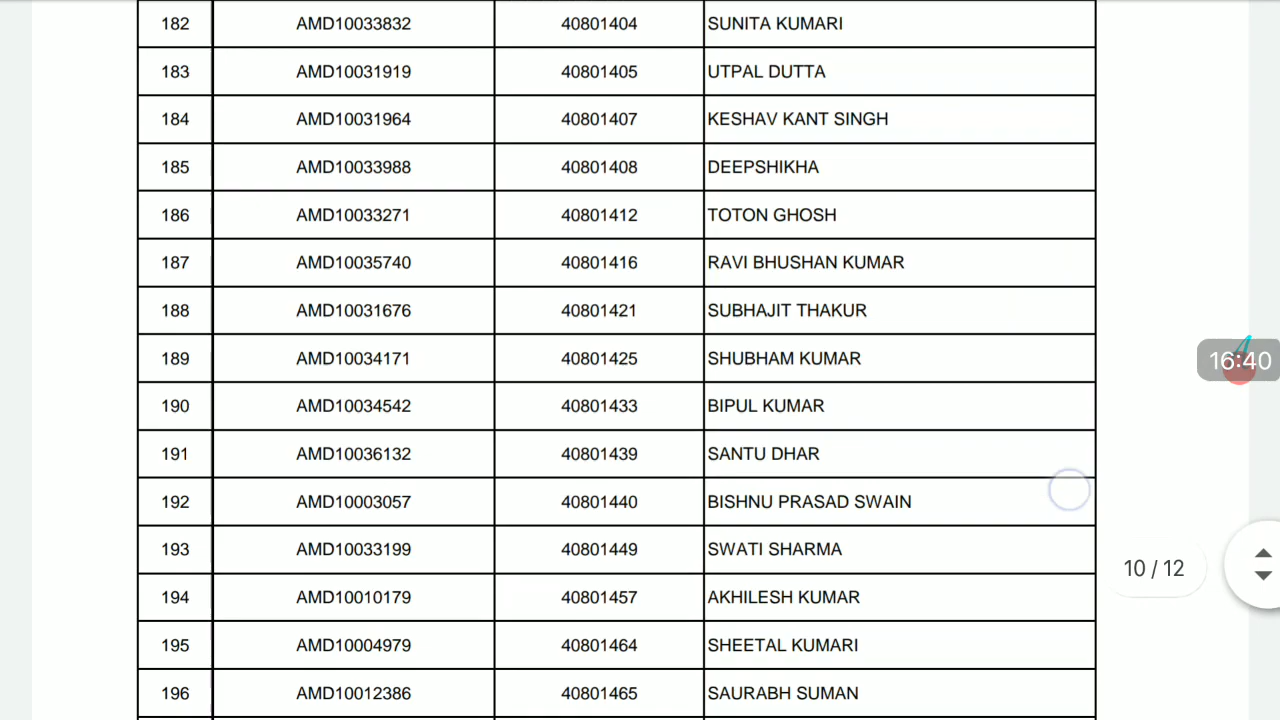 182 AMD10033832 40801404 SUNITA KUMARI
183 AMD10031919 40801405 UTPAL DUTTA
184 AMD10031964 40801407 KESHAV KANT SINGH
185 AMD10033988 40801408 DEEPSHIKHA
186 AMD10033271 40801412 TOTON GHOSH
187 AMD10035740 40801416 RAVI BHUSHAN KUMAR
188 AMD10031676 40801421 SUBHAJIT THAKUR
189 AMD10034171 40801425 SHUBHAM KUMAR
16:40
190 AMD10034542 40801433 BIPUL KUMAR
191 AMD10036132 40801439 SANTU DHAR
192 AMD10003057 40801440 BISHNU PRASAD SWAIN
193 AMD10033199 40801449 SWATI SHARMA
10 / 12
194 AMD10010179 40801457 AKHILESH KUMAR
195 AMD10004979 40801464 SHEETAL KUMARI
196 AMD10012386 40801465 SAURABH SUMAN